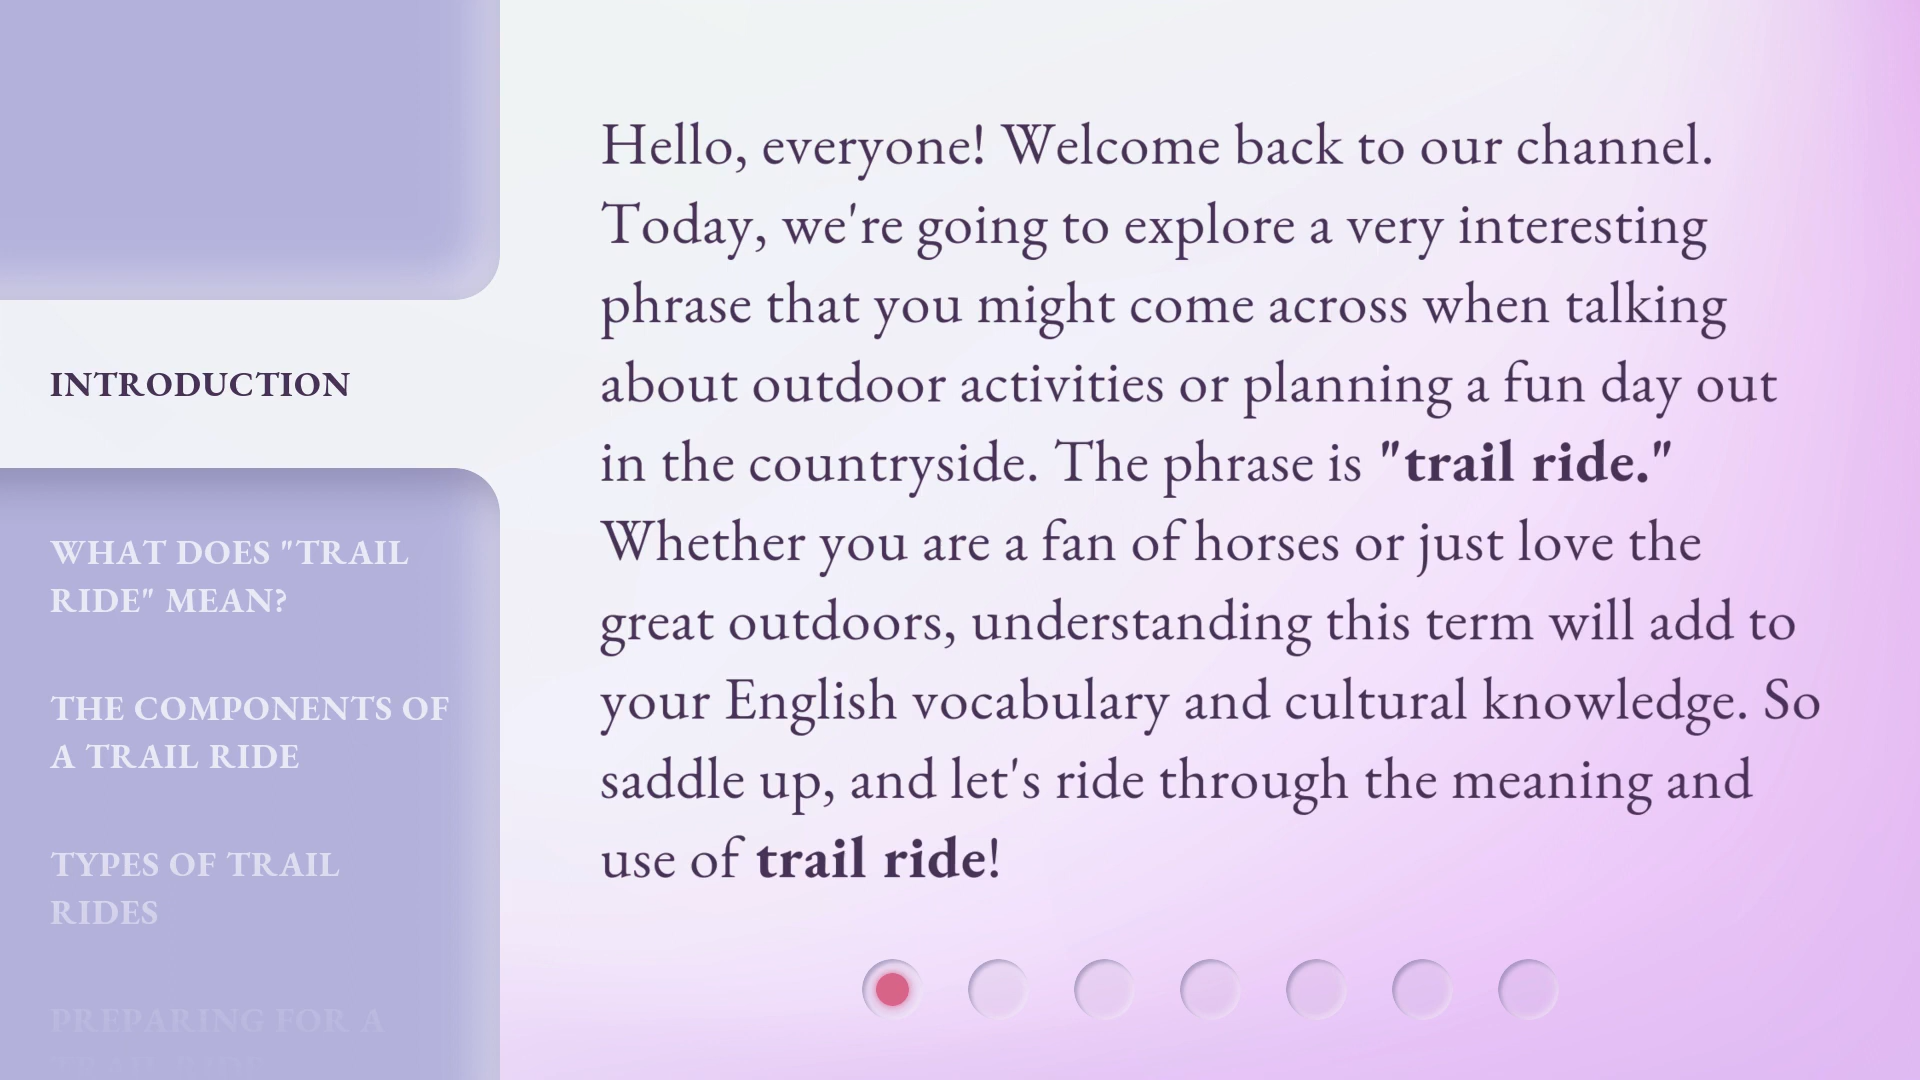 INTRODUCTION
WHAT DOES "TRAIL
RIDE" MEAN?
THE COMPONENTS OF
A TRAIL RIDE
TYPES OF TRAIL
RIDES
PREPARING FOR A
TRAIL RIDE
Hello, everyone! Welcome back to our channel.
Today, we're going to explore a very interesting
phrase that you might come across when talking
about outdoor activities or planning a fun day out
in the countryside. The phrase is "trail ride."
Whether you are a fan of horses or just love the
great outdoors, understanding this term will add to
your English vocabulary and cultural knowledge. So
saddle up, and let's ride through the meaning and
use of trail ride!